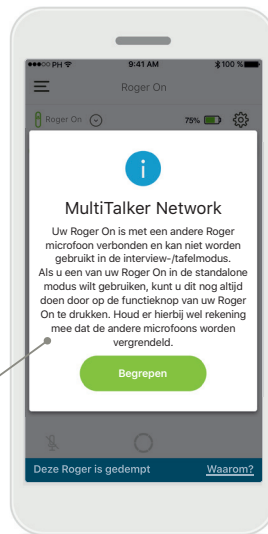 ●●●○○ PH 9:41 AM 100 %
Roger On
Roger On 75%
i
MultiTalker Network
Uw Roger On is met een andere Roger
microfoon verbonden en kan niet worden
gebruikt in de interview-/tafelmodus.
Als u een van uw Roger On in de standalone
modus wilt gebruiken, kunt u dit nog altijd
doen door op de functieknop van uw Roger
On te drukken. Houd er hierbij wel rekening
mee dat de andere microfoons worden
vergrendeld.
Begrepen
Deze Roger is gedempt Waarom?